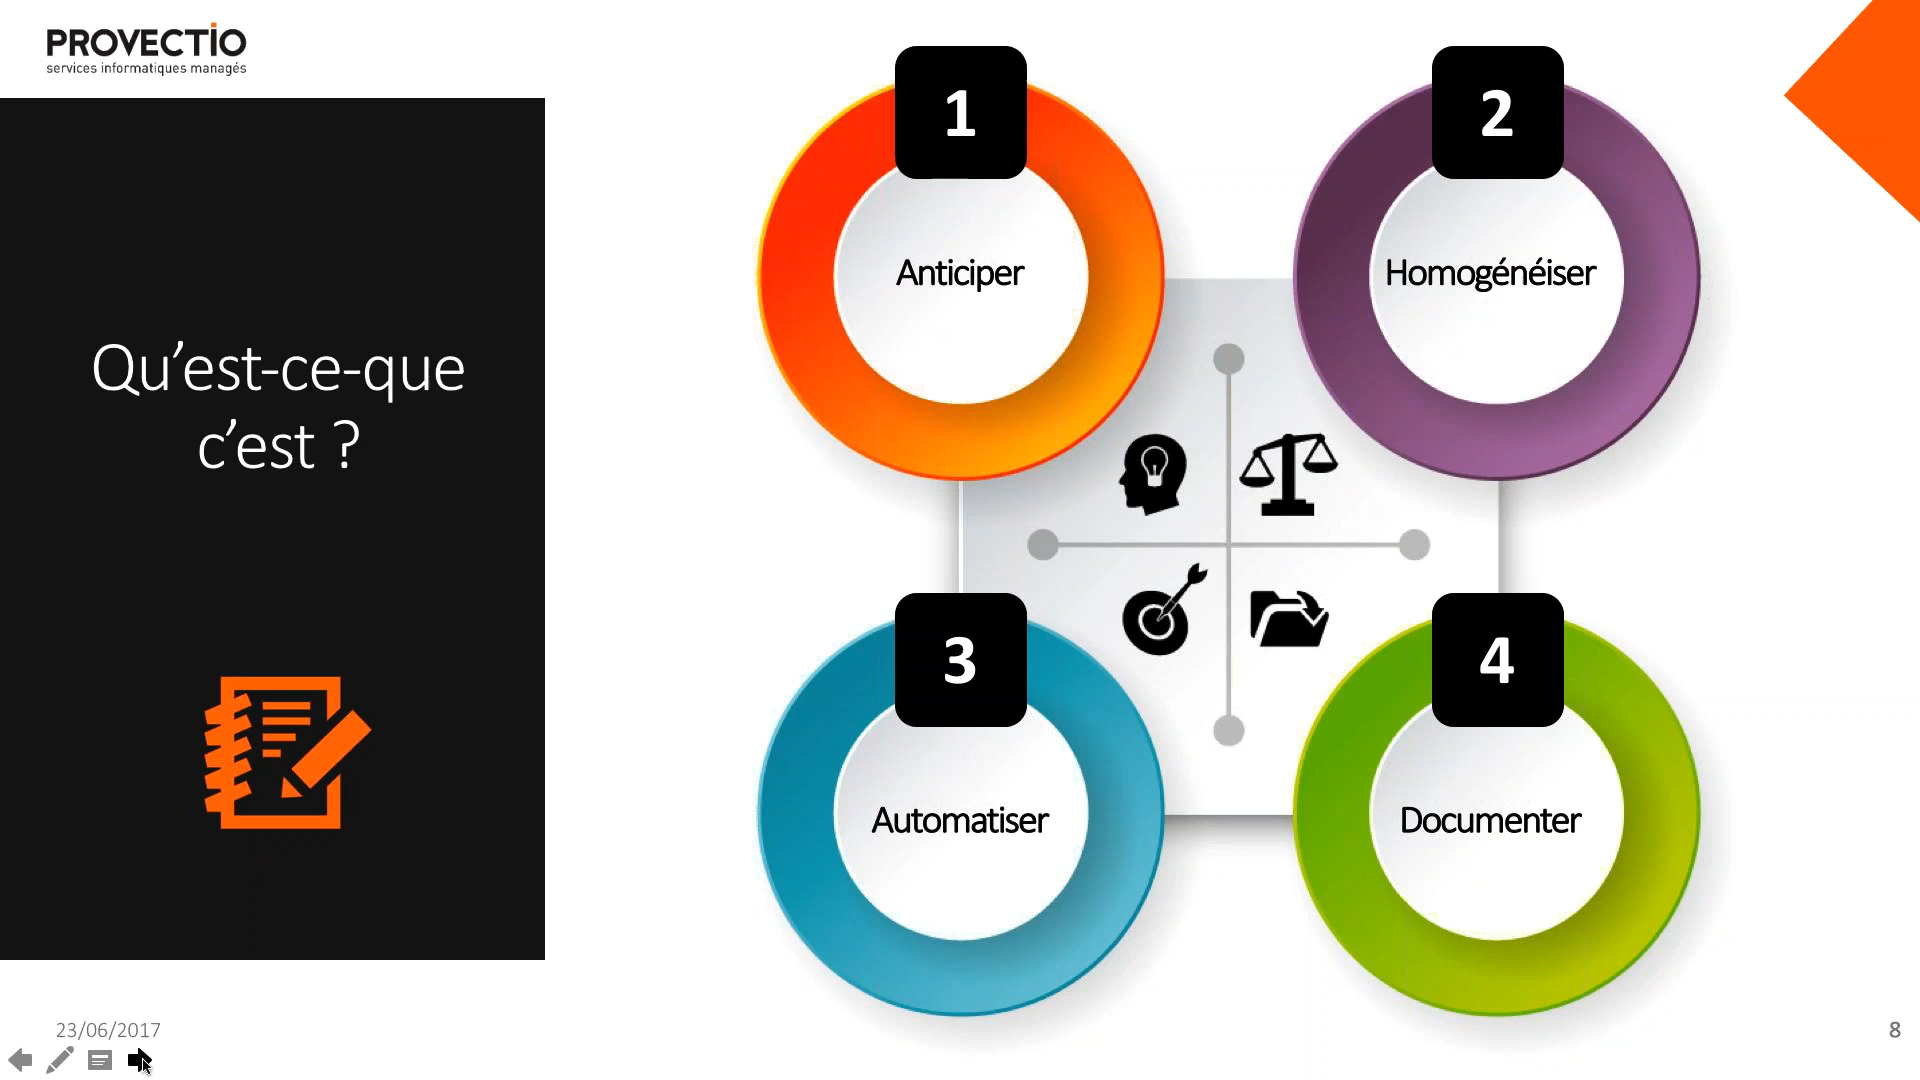 PROVECTIO
services informatiques managés
Qu’est-ce-que
c’est ?
1
Anticiper
2
Homogénéiser
3
Automatiser
4
Documenter
23/06/2017
8